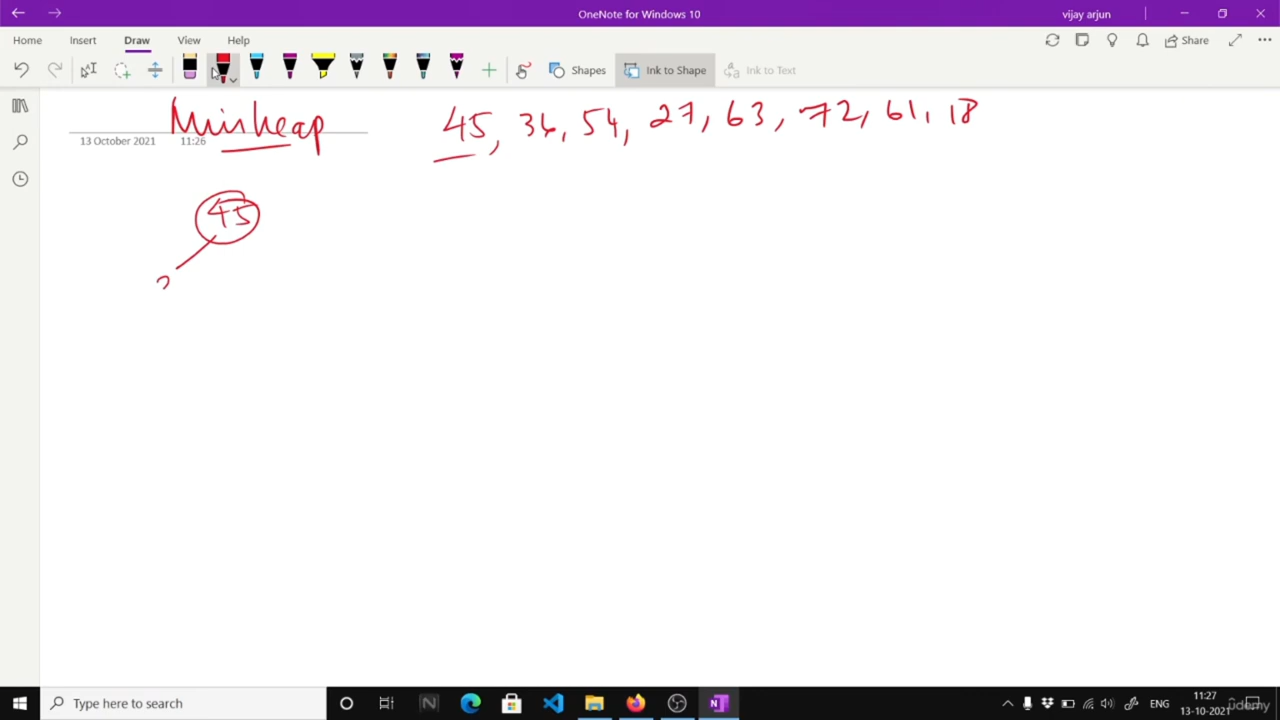 OneNote for Windows 10
vijay arjun
Home Insert Draw View Help
Share
Shapes
Ink to Shape
Ink to Text
Minheap
45, 36, 54, 27, 63, 72, 61, 18
13 October 2021 11:26
45
Type here to search
ENG
11:27
13-10-2021
udemy